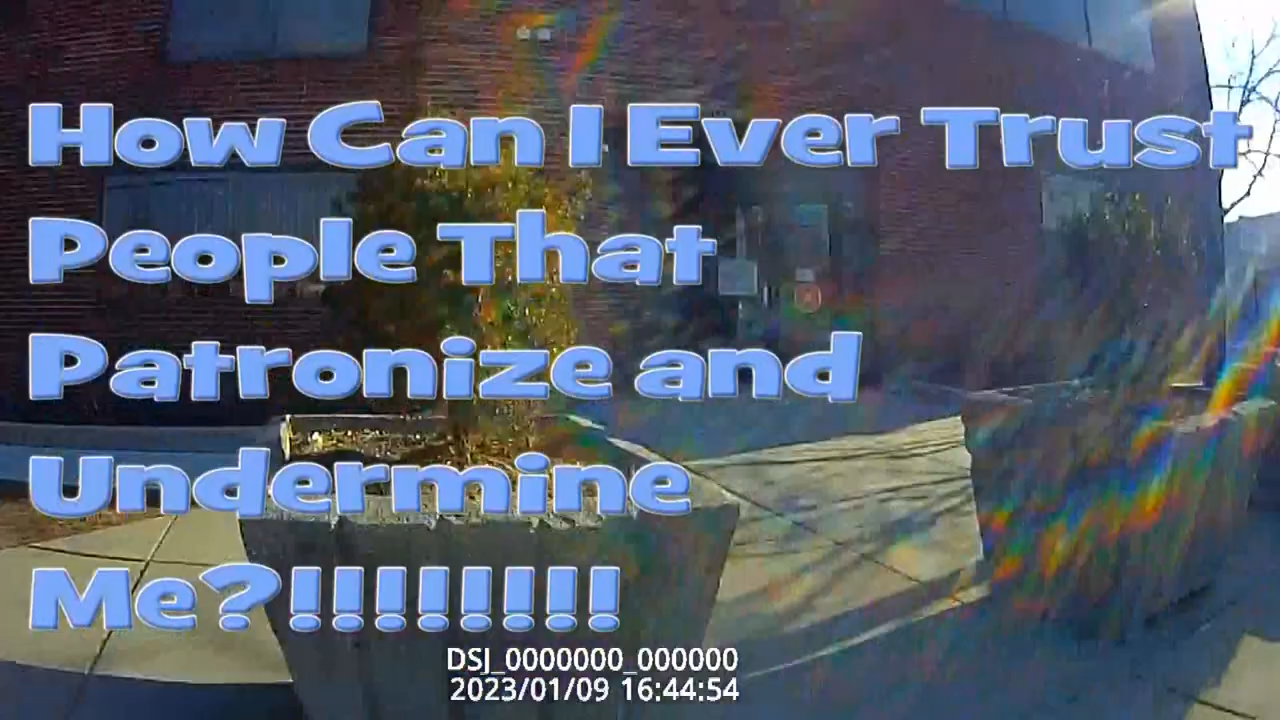 How Can I Ever Trust
People That
Patronize and
Undermine
Me?!!!!!!!!
DSJ_0000000_000000
2023/01/09 16:44:54